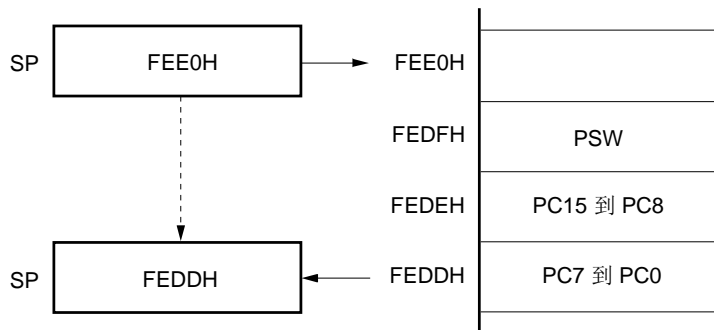 SP FEE0H FEE0H
FEDFH PSW
FEDEH PC15 到 PC8
SP FEDDH FEDDH PC7 到 PC0